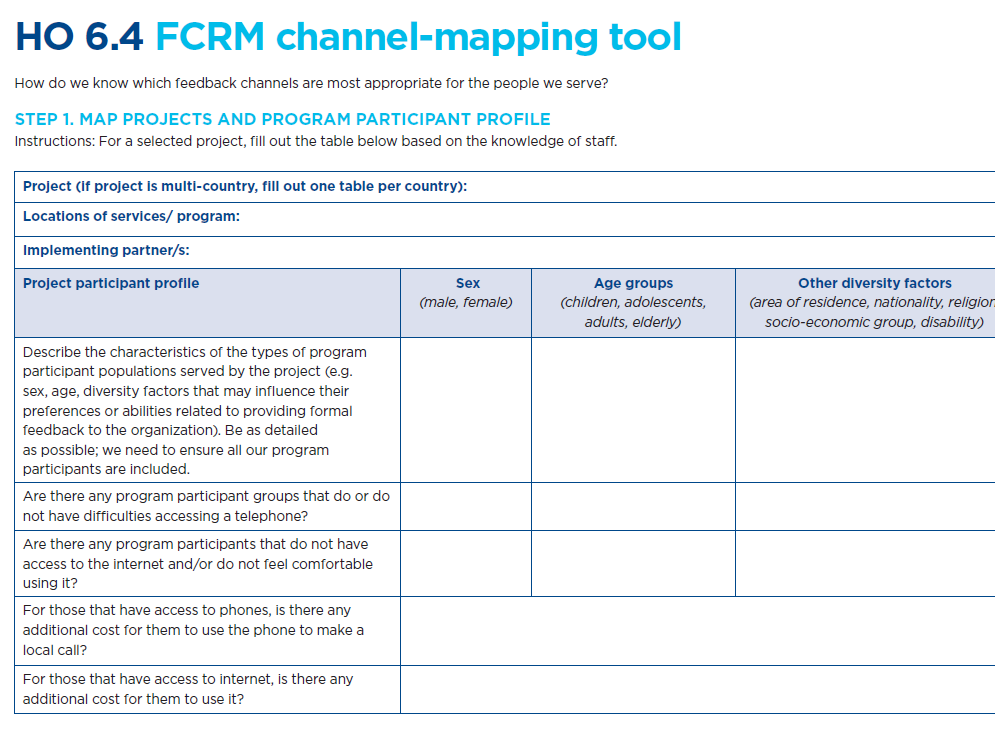 HO 6.4 FCRM channel-mapping tool
How do we know which feedback channels are most appropriate for the people we serve?
STEP 1. MAP PROJECTS AND PROGRAM PARTICIPANT PROFILE
Instructions: For a selected project, fill out the table below based on the knowledge of staff.
Project (if project is multi-country, fill out one table per country):
Locations of services/ program:
Implementing partner/s:
Project participant profile
Sex
(male, female)
Age groups
(children, adolescents,
adults, elderly)
Other diversity factors
(area of residence, nationality, religion
socio-economic group, disability)
Describe the characteristics of the types of program
participant populations served by the project (e.g.
sex, age, diversity factors that may influence their
preferences or abilities related to providing formal
feedback to the organization). Be as detailed
as possible; we need to ensure all our program
participants are included.
Are there any program participant groups that do or do
not have difficulties accessing a telephone?
Are there any program participants that do not have
access to the internet and/or do not feel comfortable
using it?
For those that have access to phones, is there any
additional cost for them to use the phone to make a
local call?
For those that have access to internet, is there any
additional cost for them to use it?